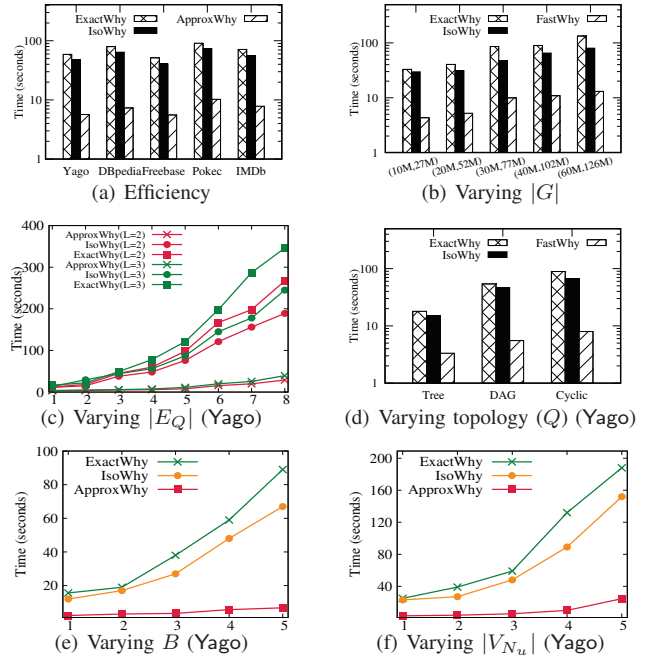 ExactWhy ApproxWhy
IsoWhy
Time (seconds)
100
10
1
Yago DBpedia Freebase Pokec IMDb
(a) Efficiency
ExactWhy FastWhy
IsoWhy
Time (seconds)
100
10
1
(10M,27M) (20M,52M) (30M,77M) (40M,102M) (60M,126M)
(b) Varying |G|
ApproxWhy(L=2)
IsoWhy(L=2)
ExactWhy(L=2)
ApproxWhy(L=3)
IsoWhy(L=3)
ExactWhy(L=3)
Time (seconds)
400
300
200
100
0
1 2 3 4 5 6 7 8
(c) Varying |E_Q| (Yago)
ExactWhy FastWhy
IsoWhy
Time (seconds)
100
10
1
Tree DAG Cyclic
(d) Varying topology (Q) (Yago)
ExactWhy
IsoWhy
ApproxWhy
Time (seconds)
100
80
60
40
20
1 2 3 4 5
(e) Varying B (Yago)
ExactWhy
IsoWhy
ApproxWhy
Time (seconds)
200
160
120
80
40
1 2 3 4 5
(f) Varying |V_{N_u}| (Yago)